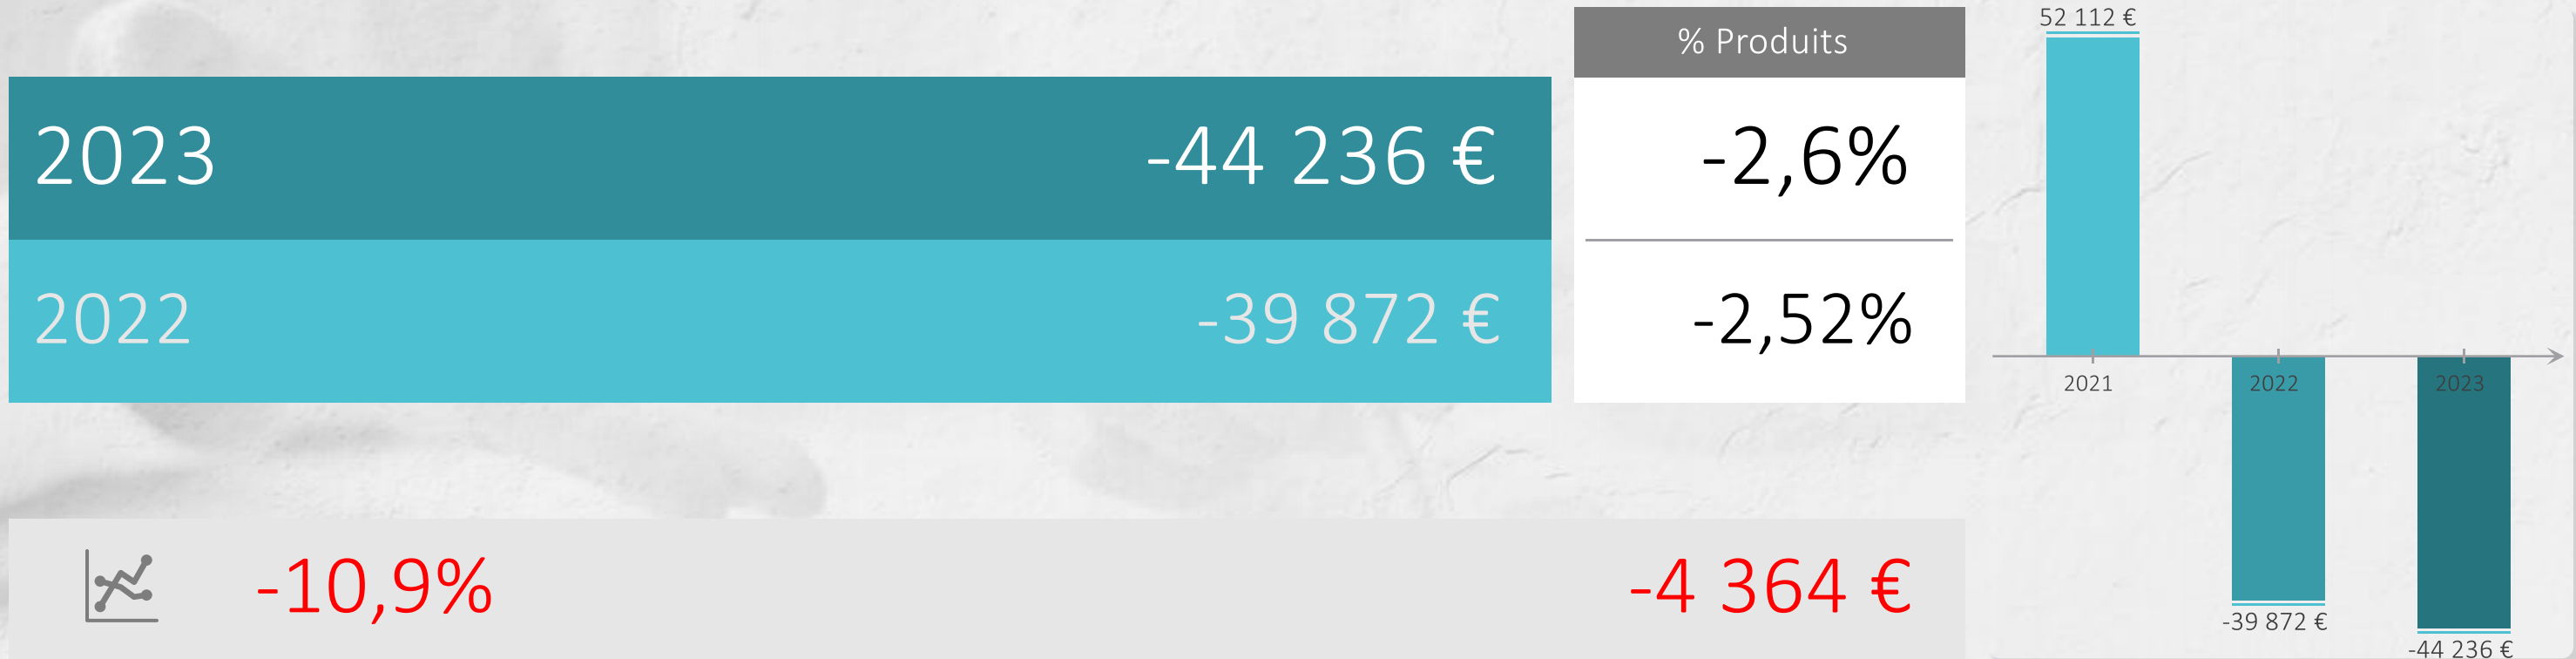 % Produits
2023 -44 236 € -2,6%
2022 -39 872 € -2,52%
-10,9% -4 364 €
52 112 €
2021 2022 2023
-39 872 €
-44 236 €